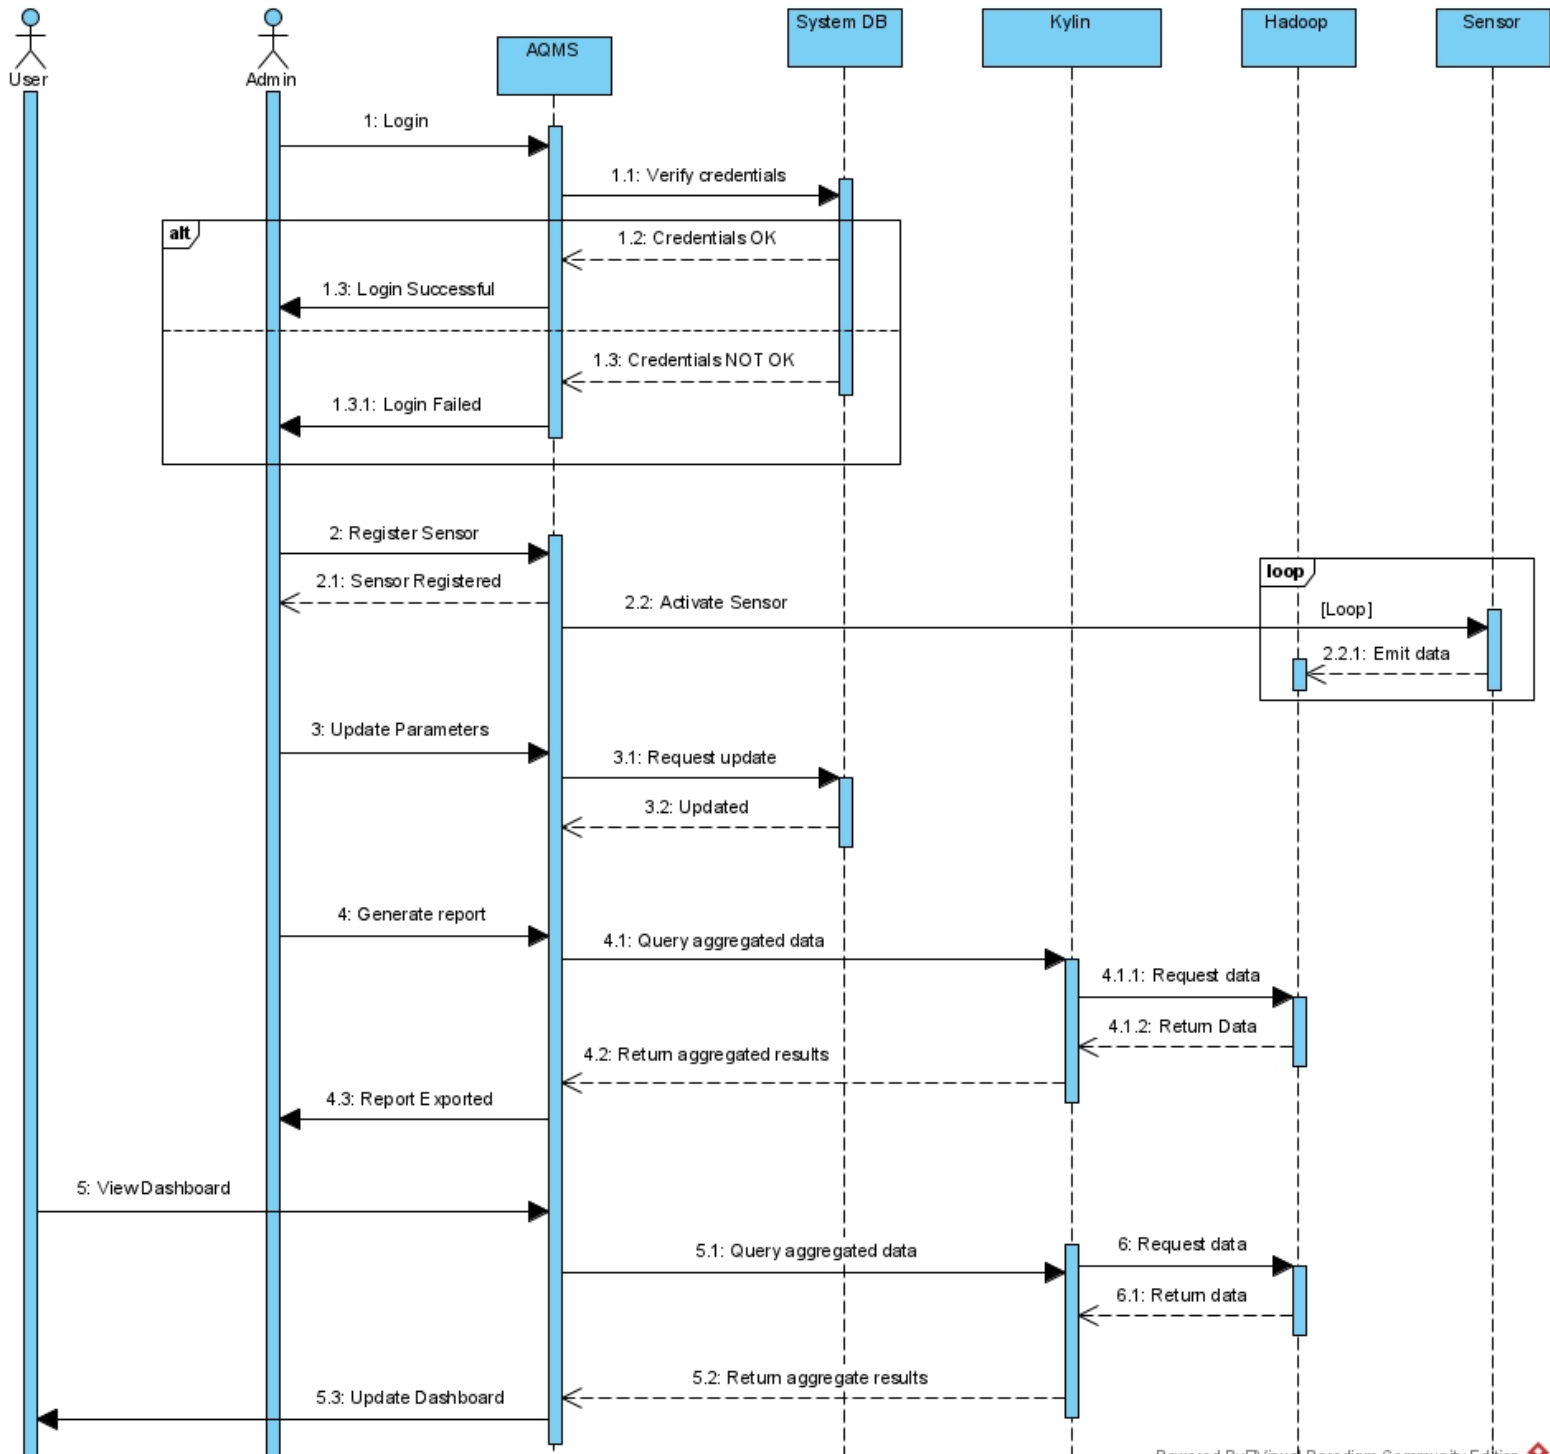 System DB
Kylin
Hadoop
Sensor
AQMS
User
Admin
1: Login
1.1: Verify credentials
alt
1.2: Credentials OK
1.3: Login Successful
1.3: Credentials NOT OK
1.3.1: Login Failed
2: Register Sensor
loop
2.1: Sensor Registered
2.2: Activate Sensor
[Loop]
2.2.1: Emit data
3: Update Parameters
3.1: Request update
3.2: Updated
4: Generate report
4.1: Query aggregated data
4.1.1: Request data
4.1.2: Return Data
4.2: Return aggregated results
4.3: Report Exported
5: View Dashboard
5.1: Query aggregated data
6: Request data
6.1: Return data
5.2: Return aggregate results
5.3: Update Dashboard
Visual Paradigm Community Edition